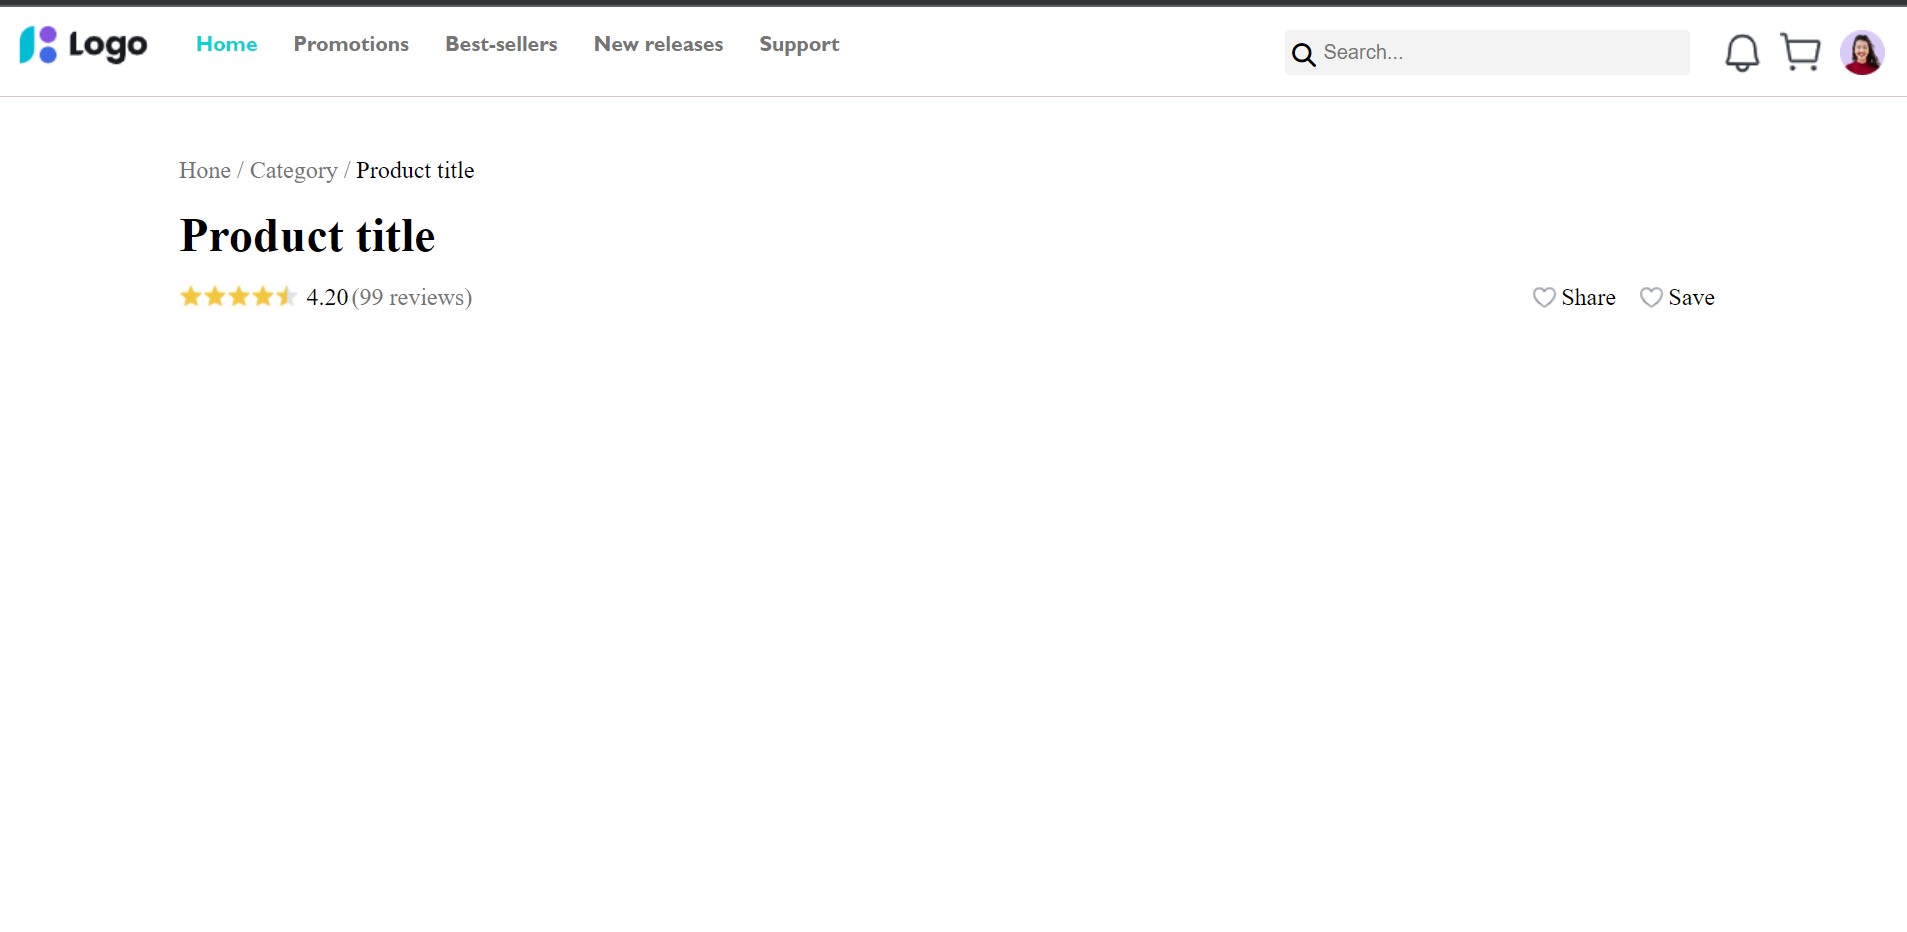 Logo Home Promotions Best-sellers New releases Support Search...
Hone / Category / Product title
Product title
4.20 (99 reviews) Share Save